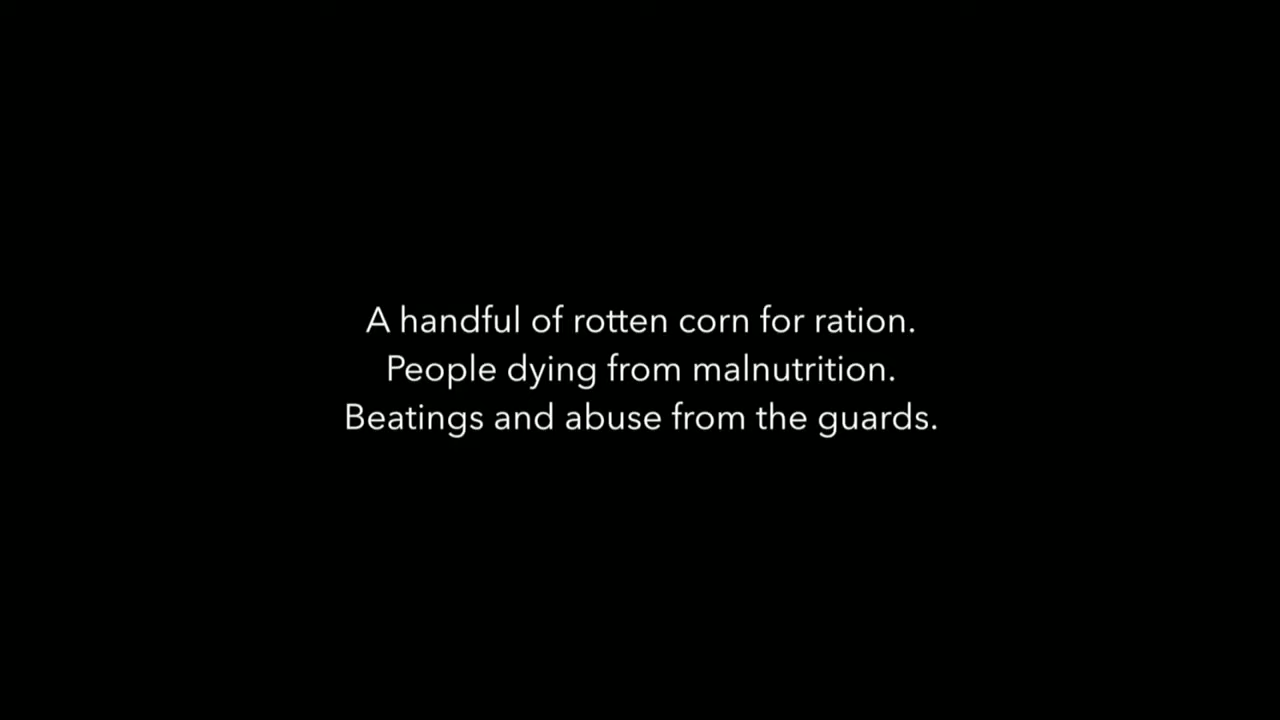 A handful of rotten corn for ration.
People dying from malnutrition.
Beatings and abuse from the guards.